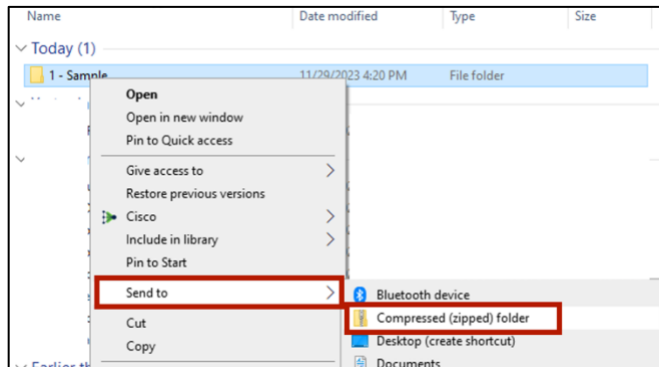 Name Date modified Type Size
Today (1)
1 - Sample 11/29/2023 4:20 PM File folder
Open
Open in new window
Pin to Quick access
Give access to
Restore previous versions
Cisco
Include in library
Pin to Start
Send to
Bluetooth device
Compressed (zipped) folder
Cut
Desktop (create shortcut)
Copy
Documents
Earlier th